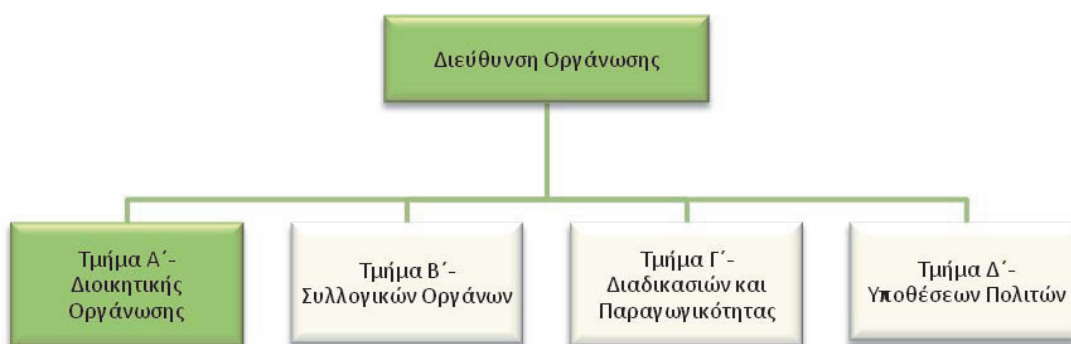 Διεύθυνση Οργάνωσης
Τμήμα Α΄-
Διοικητικής
Οργάνωσης
Τμήμα Β΄-
Συλλογικών Οργάνων
Τμήμα Γ΄-
Διαδικασιών και
Παραγωγικότητας
Τμήμα Δ΄-
Υποθέσεων Πολιτών